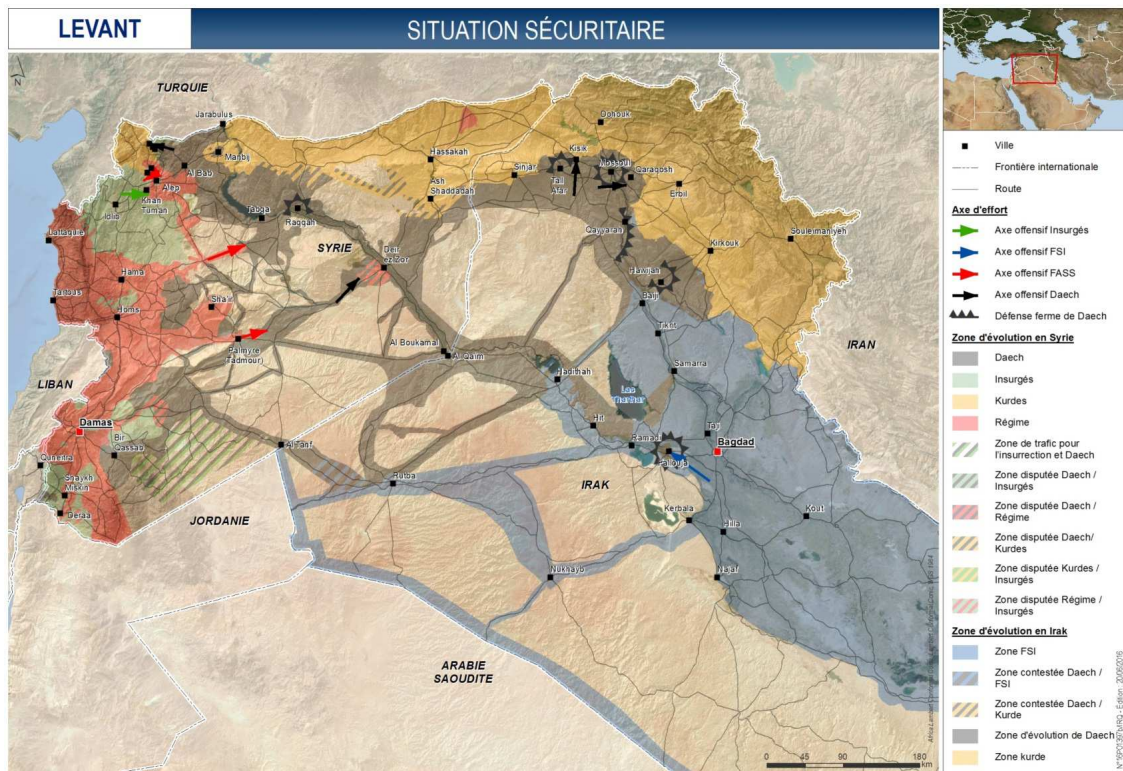 LEVANT
SITUATION SÉCURITAIRE
N
TURQUIE
Jarabulus
Manbij
Al Bab
Alep
Khan
Tuman
Idlib
Lattaquie
Tartous
Hama
Homs
Sha'ir
Palmyre
(Tadmour)
Tabqa
Raqqah
SYRIE
Deir
ez Zor
Hassakah
Ash
Shaddadah
Al Boukamal
Al Qaim
LIBAN
Damas
Bir
Qassab
Quneitra
Shaykh
Miskin
Deraa
Al Tanf
JORDANIE
Dohouk
Kisik
Sinjar
Tall
Afar
Mossoul
Qaraqosh
Erbil
Qayyarah
Kirkouk
Souleimaniyeh
Hawijah
Baiji
Tikrit
Samarra
IRAN
Hadithah
Lac
Tharthar
Hit
Ramadi
Taji
Bagdad
Falouja
Rutba
IRAK
Kerbala
Hilla
Kout
Najaf
Nukhayb
ARABIE
SAOUDITE
0 45 90 180
km
Ville
Frontière internationale
Route
Axe d'effort
Axe offensif Insurgés
Axe offensif FSI
Axe offensif FASS
Axe offensif Daech
Défense ferme de Daech
Zone d'évolution en Syrie
Daech
Insurgés
Kurdes
Régime
Zone de trafic pour
l'insurrection et Daech
Zone disputée Daech /
Insurgés
Zone disputée Daech /
Régime
Zone disputée Daech/
Kurdes
Zone disputée Kurdes /
Insurgés
Zone disputée Régime /
Insurgés
Zone d'évolution en Irak
Zone FSI
Zone contestée Daech /
FSI
Zone contestée Daech /
Kurde
Zone d'évolution de Daech
Zone kurde